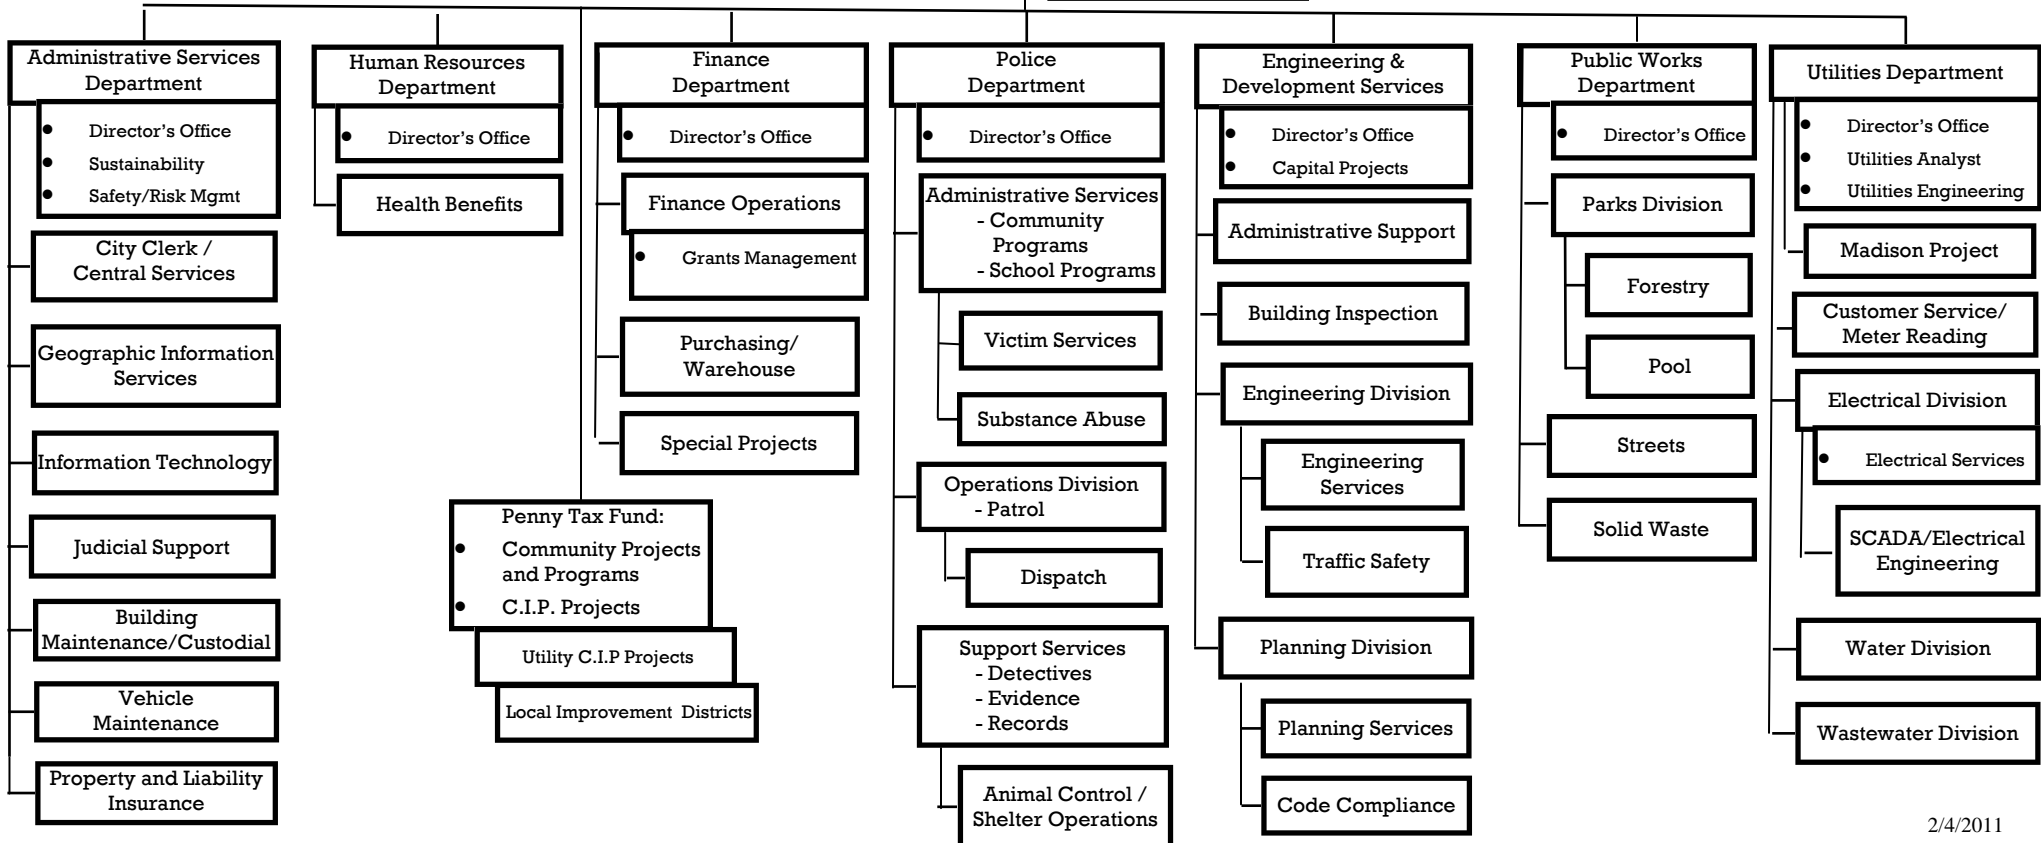 Administrative Services
Department
• Director's Office
• Sustainability
• Safety/Risk Mgmt
City Clerk /
Central Services
Geographic Information
Services
Information Technology
Judicial Support
Building
Maintenance/Custodial
Vehicle
Maintenance
Property and Liability
Insurance
Human Resources
Department
• Director's Office
Health Benefits
Finance
Department
• Director's Office
Finance Operations
• Grants Management
Purchasing/
Warehouse
Special Projects
Penny Tax Fund:
• Community Projects
and Programs
• C.I.P. Projects
Utility C.I.P Projects
Local Improvement Districts
Police
Department
• Director's Office
Administrative Services
- Community
Programs
- School Programs
Victim Services
Substance Abuse
Operations Division
- Patrol
Dispatch
Support Services
- Detectives
- Evidence
- Records
Animal Control /
Shelter Operations
Engineering &
Development Services
• Director's Office
• Capital Projects
Administrative Support
Building Inspection
Engineering Division
Engineering
Services
Traffic Safety
Planning Division
Planning Services
Code Compliance
Public Works
Department
• Director's Office
Parks Division
Forestry
Pool
Streets
Solid Waste
Utilities Department
• Director's Office
• Utilities Analyst
• Utilities Engineering
Madison Project
Customer Service/
Meter Reading
Electrical Division
• Electrical Services
SCADA/Electrical
Engineering
Water Division
Wastewater Division
2/4/2011